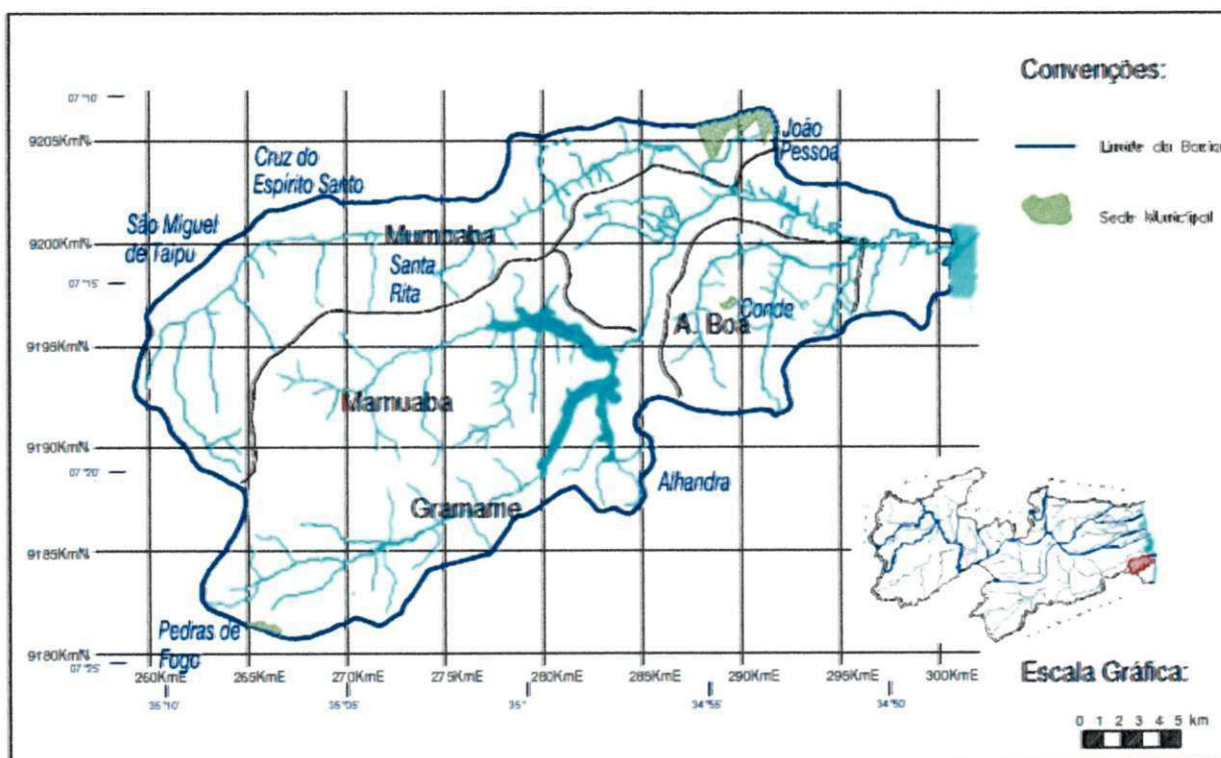 Convenções:
Limite da Bacia
Sede Municipal
07°10'
9205KmN
João
Pessoa
Cruz do
Espírito Santo
São Miguel
de Taipu
9200KmN
Mumbaba
Santa
Rita
07°15'
Conde
A. Boa
9195KmN
Mamuaba
9190KmN
07°20'
Alhandra
Gramame
9185KmN
Pedras de
Fogo
9180KmN
07°25'
260KmE 265KmE 270KmE 275KmE 280KmE 285KmE 290KmE 295KmE 300KmE
35°10' 35°05' 35° 34°55' 34°50'
Escala Gráfica:
0 1 2 3 4 5 km